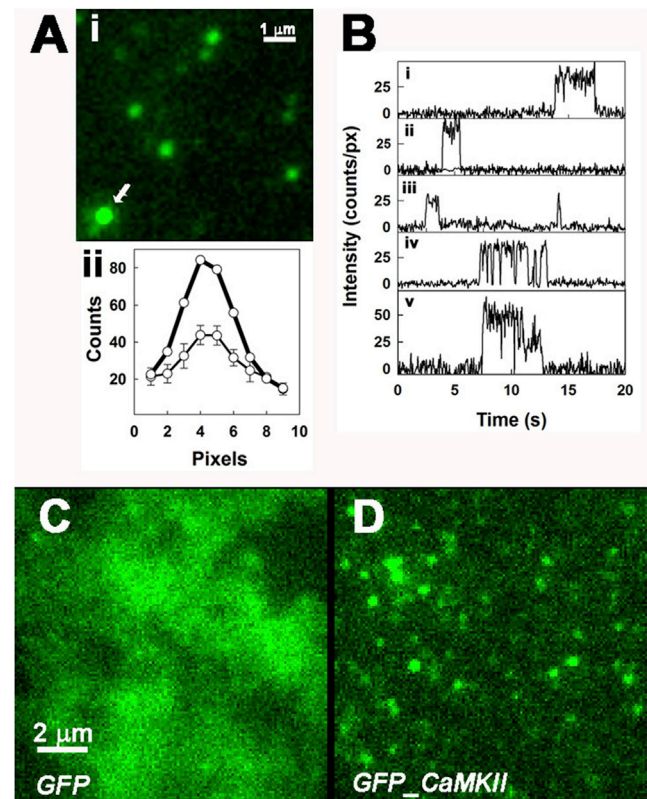 A
i
1 μm
ii
80
60
40
20
Counts
0 2 4 6 8 10
Pixels
B
i
25
0
ii
25
0
iii
25
0
iv
25
0
v
50
25
0
Intensity (counts/px)
0 5 10 15 20
Time (s)
C
2 μm
GFP
D
GFP_CaMKII